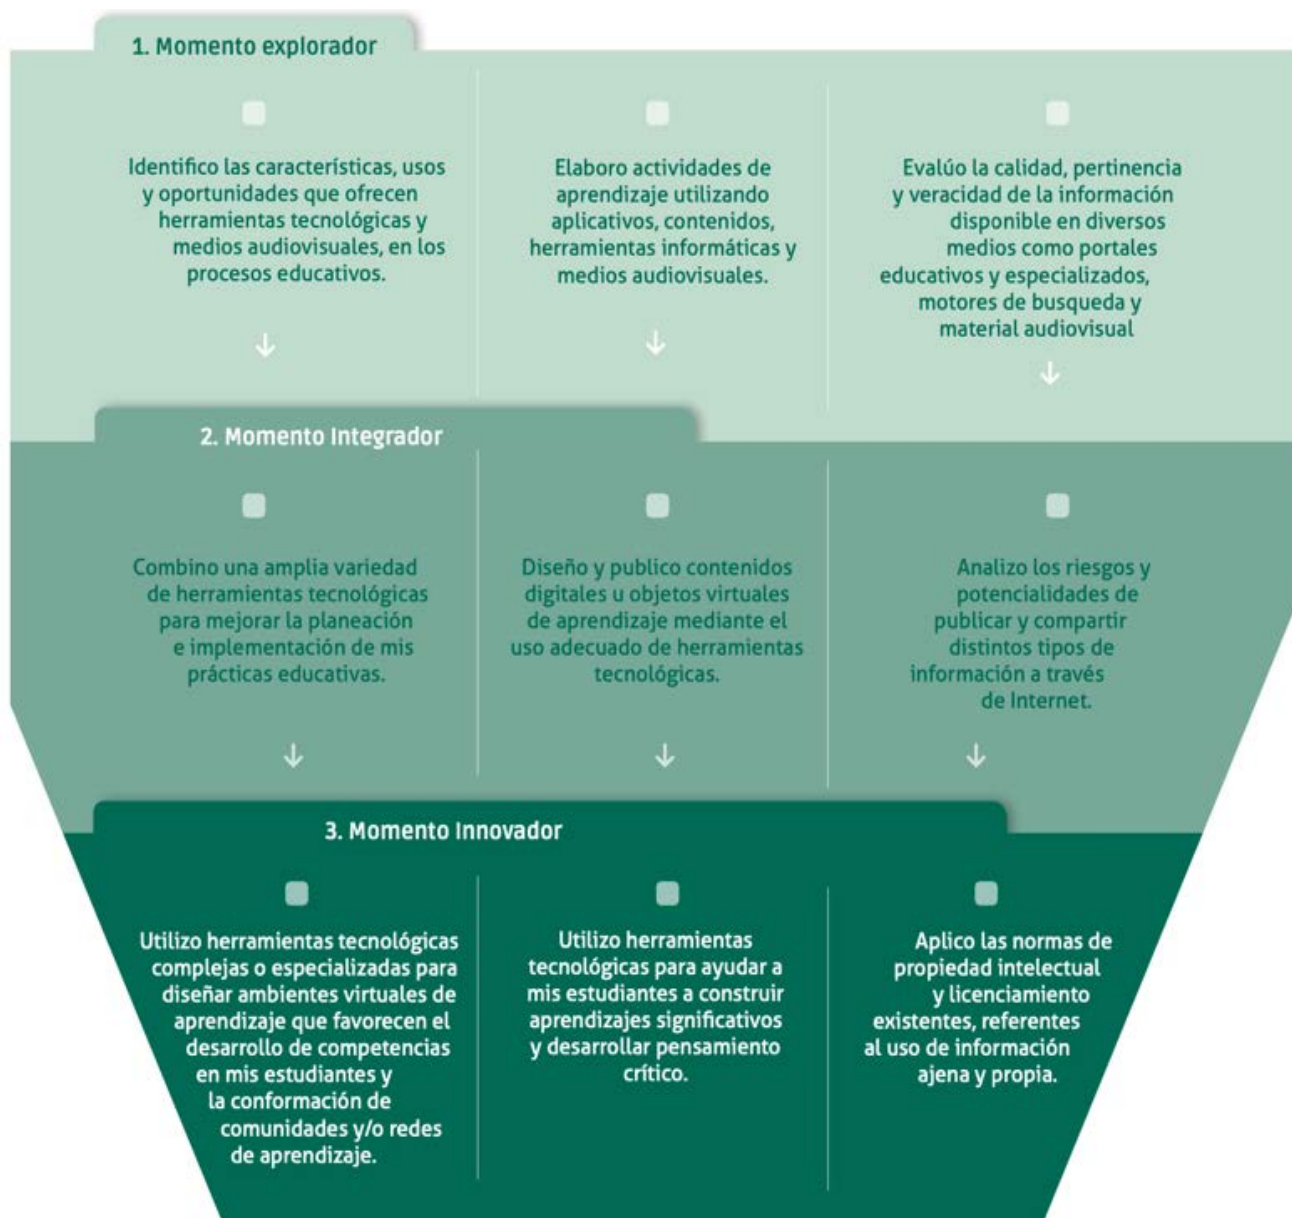 1. Momento explorador
Identifico las características, usos
y oportunidades que ofrecen
herramientas tecnológicas y
medios audiovisuales, en los
procesos educativos.
Elaboro actividades de
aprendizaje utilizando
aplicativos, contenidos,
herramientas informáticas y
medios audiovisuales.
Evalúo la calidad, pertinencia
y veracidad de la información
disponible en diversos
medios como portales
educativos y especializados,
motores de busqueda y
material audiovisual
2. Momento Integrador
Combino una amplia variedad
de herramientas tecnológicas
para mejorar la planeación
e implementación de mis
prácticas educativas.
Diseño y publico contenidos
digitales u objetos virtuales
de aprendizaje mediante el
uso adecuado de herramientas
tecnológicas.
Analizo los riesgos y
potencialidades de
publicar y compartir
distintos tipos de
información a través
de Internet.
3. Momento Innovador
Utilizo herramientas tecnológicas
complejas o especializadas para
diseñar ambientes virtuales de
aprendizaje que favorecen el
desarrollo de competencias
en mis estudiantes y
la conformación de
comunidades y/o redes
de aprendizaje.
Utilizo herramientas
tecnológicas para ayudar a
mis estudiantes a construir
aprendizajes significativos
y desarrollar pensamiento
crítico.
Aplico las normas de
propiedad intelectual
y licenciamiento
existentes, referentes
al uso de información
ajena y propia.